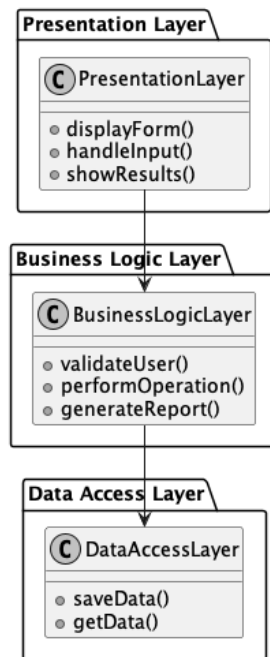 Presentation Layer
C PresentationLayer
displayForm()
handleInput()
showResults()
Business Logic Layer
C BusinessLogicLayer
validateUser()
performOperation()
generateReport()
Data Access Layer
C DataAccessLayer
saveData()
getData()